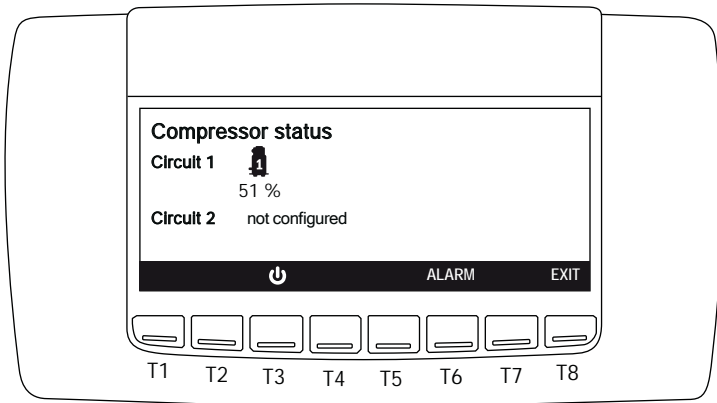 Compressor status
Circuit 1 1
51 %
Circuit 2 not configured
ALARM EXIT
T1 T2 T3 T4 T5 T6 T7 T8